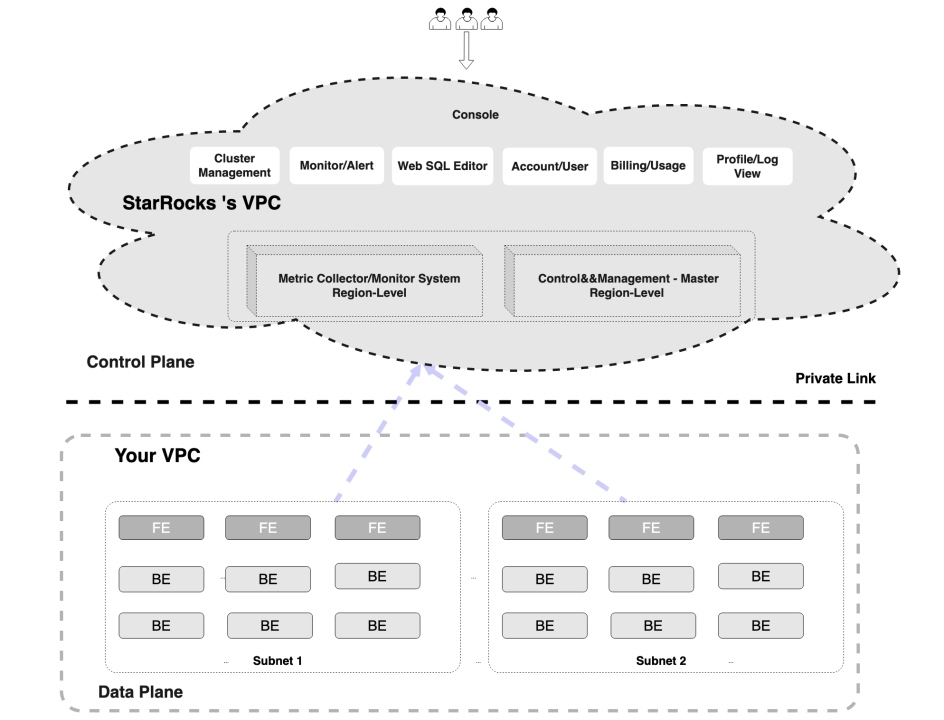 Console
Cluster
Management
Monitor/Alert
Web SQL Editor
Account/User
Billing/Usage
Profile/Log
View
StarRocks 's VPC
Metric Collector/Monitor System
Region-Level
Control&&Management - Master
Region-Level
Control Plane
Private Link
Your VPC
FE FE FE FE FE FE
BE ... BE BE ... BE BE BE
BE BE BE BE BE BE
... Subnet 1 ... Subnet 2 ...
Data Plane